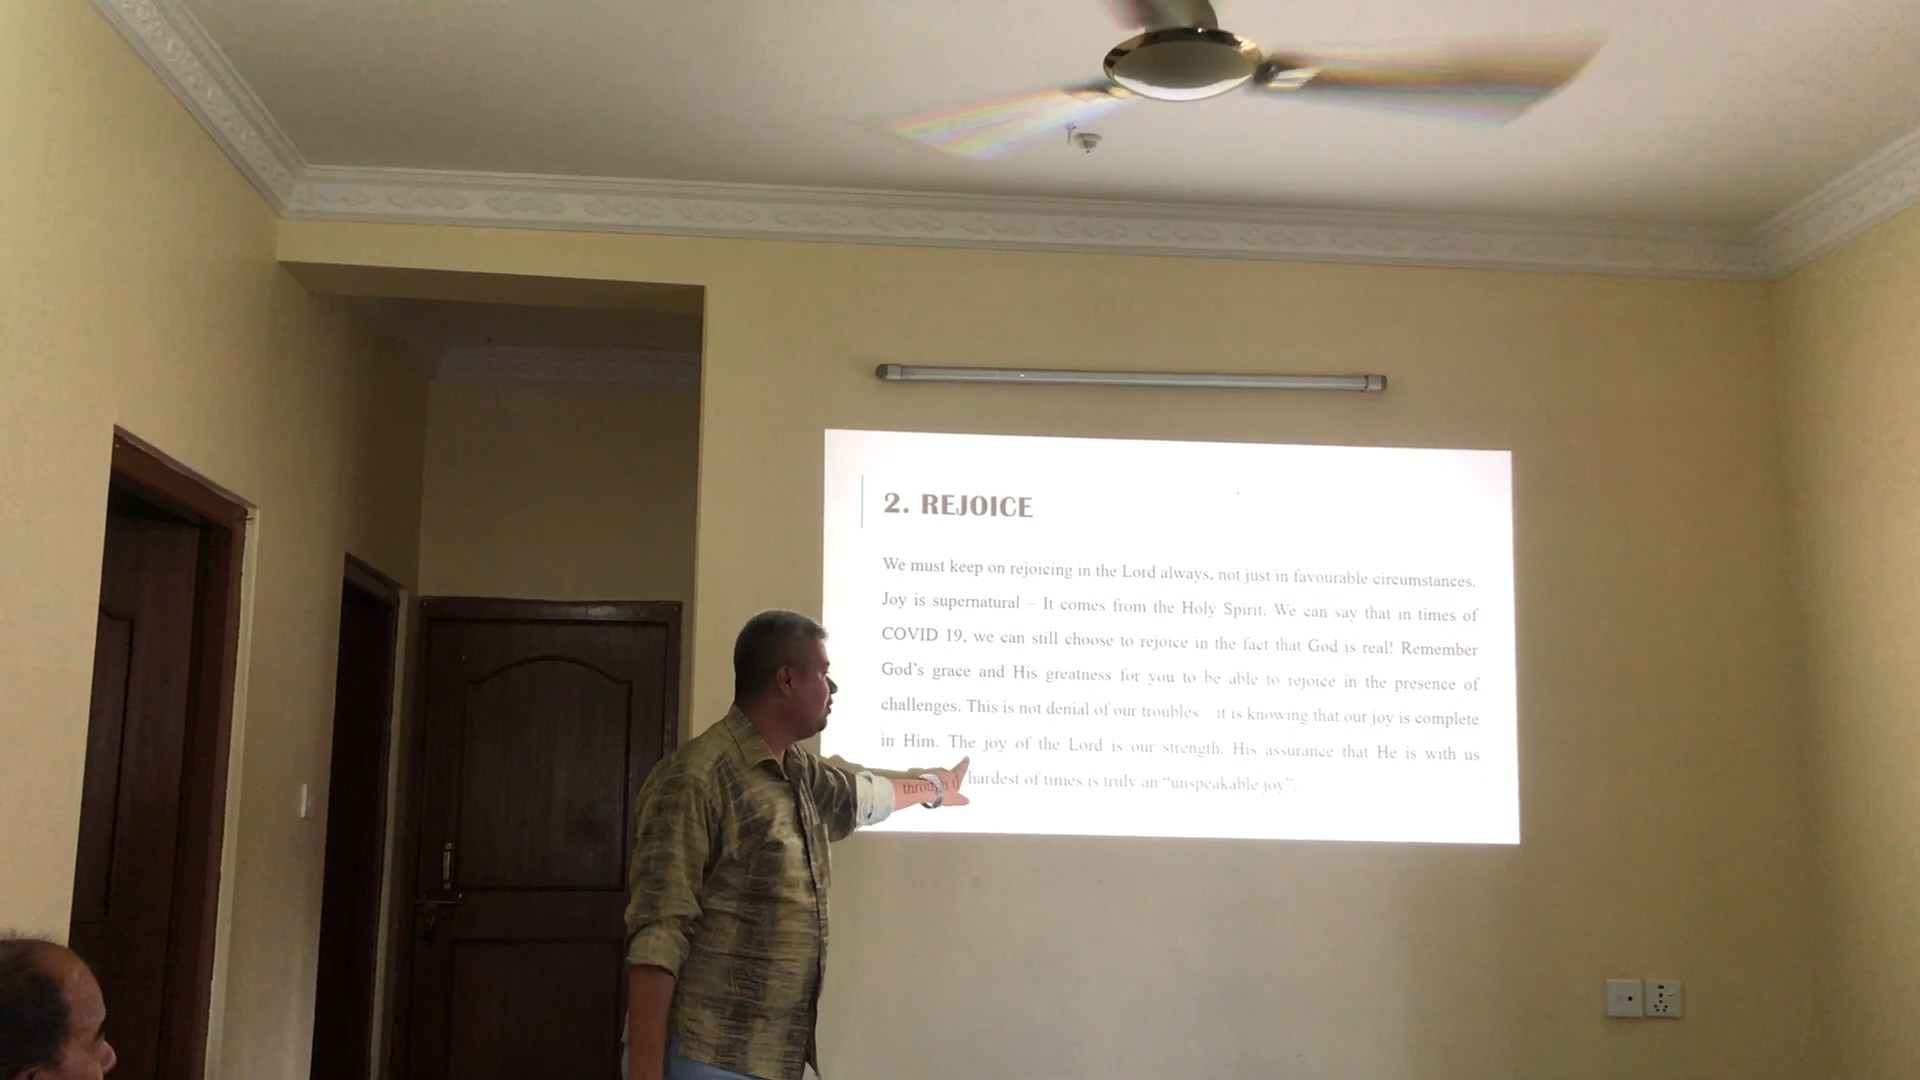 2. REJOICE
We must keep on rejoicing in the Lord always, not just in favourable circumstances.
Joy is supernatural – It comes from the Holy Spirit. We can say that in times of
COVID 19, we can still choose to rejoice in the fact that God is real! Remember
God's grace and His greatness for you to be able to rejoice in the presence of
challenges. This is not denial of our troubles it is knowing that our joy is complete
in Him. The joy of the Lord is our strength. His assurance that He is with us
through hardest of times is truly an “unspeakable joy”.